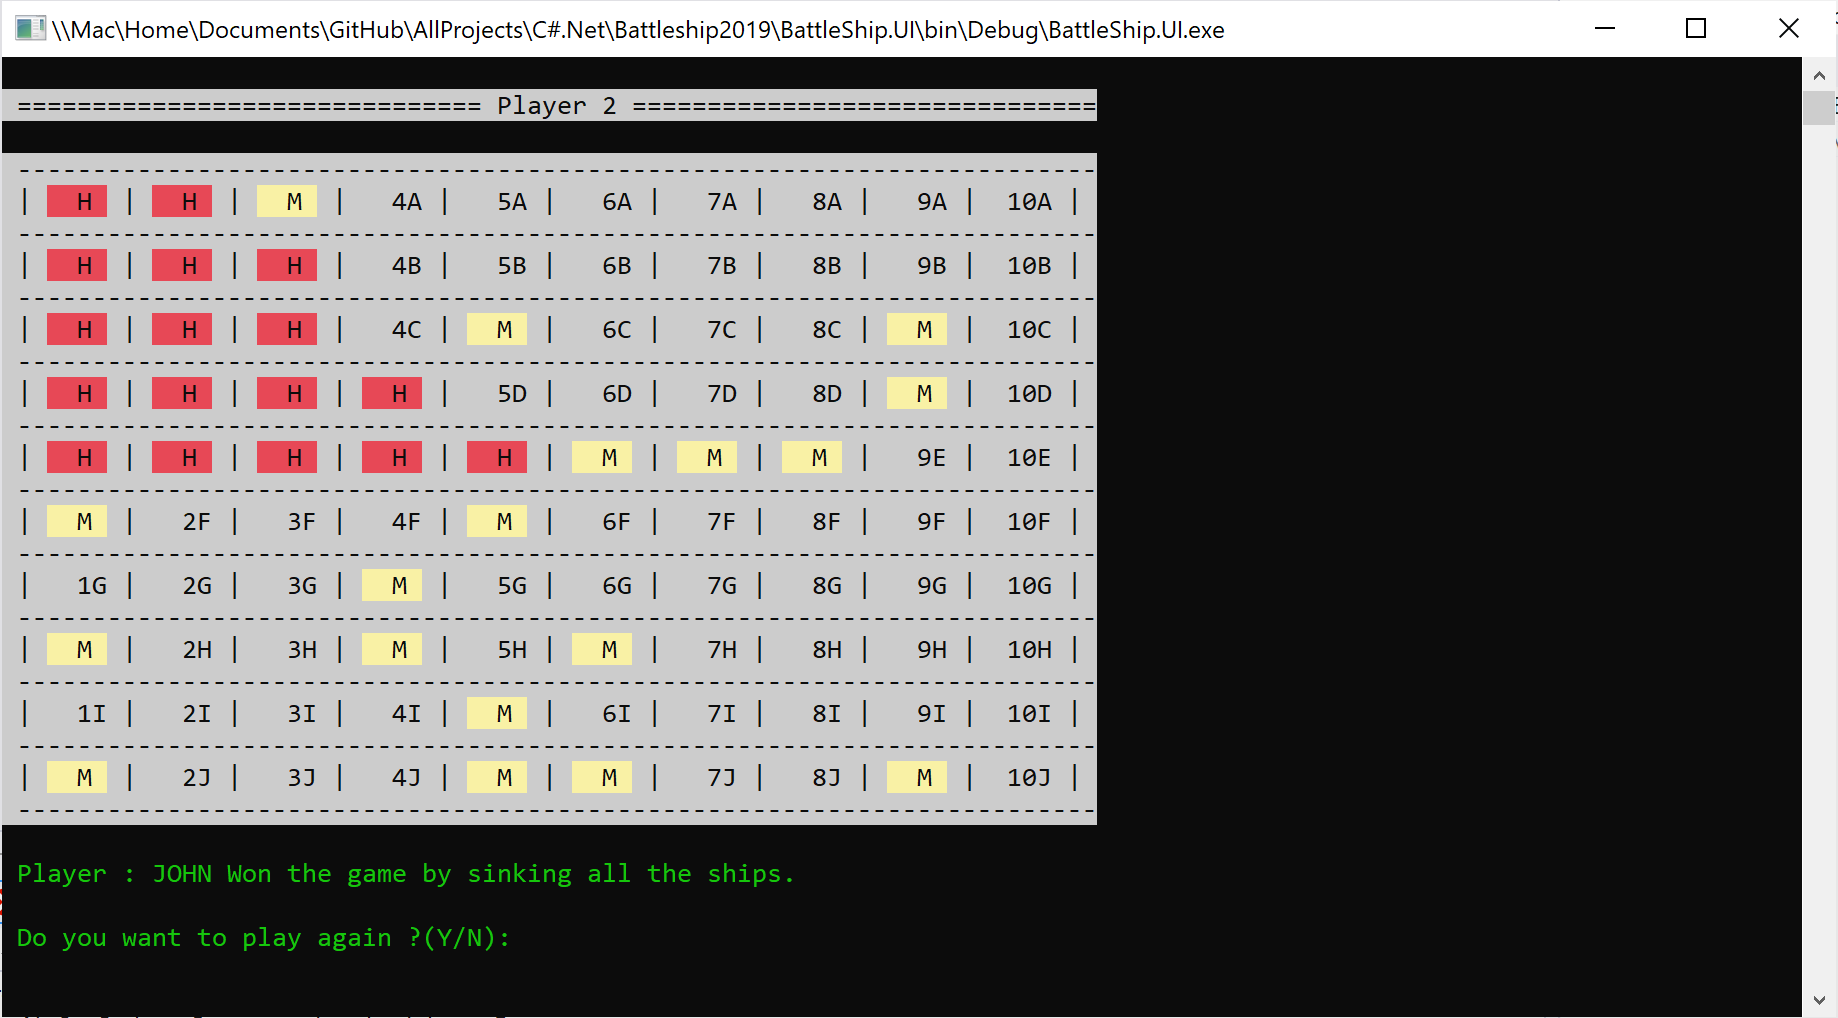 \\Mac\Home\Documents\GitHub\AllProjects\C#.Net\Battleship2019\BattleShip.UI\bin\Debug\BattleShip.UI.exe
=============================== Player 2 ===============================
------------------------------------------------------------------------
| H | H | M | 4A | 5A | 6A | 7A | 8A | 9A | 10A |
------------------------------------------------------------------------
| H | H | H | 4B | 5B | 6B | 7B | 8B | 9B | 10B |
------------------------------------------------------------------------
| H | H | H | 4C | M | 6C | 7C | 8C | M | 10C |
------------------------------------------------------------------------
| H | H | H | H | 5D | 6D | 7D | 8D | M | 10D |
------------------------------------------------------------------------
| H | H | H | H | H | M | M | M | 9E | 10E |
------------------------------------------------------------------------
| M | 2F | 3F | 4F | M | 6F | 7F | 8F | 9F | 10F |
------------------------------------------------------------------------
| 1G | 2G | 3G | M | 5G | 6G | 7G | 8G | 9G | 10G |
------------------------------------------------------------------------
| M | 2H | 3H | M | 5H | M | 7H | 8H | 9H | 10H |
------------------------------------------------------------------------
| 1I | 2I | 3I | 4I | M | 6I | 7I | 8I | 9I | 10I |
------------------------------------------------------------------------
| M | 2J | 3J | 4J | M | M | 7J | 8J | M | 10J |
------------------------------------------------------------------------
Player : JOHN Won the game by sinking all the ships.
Do you want to play again ?(Y/N):